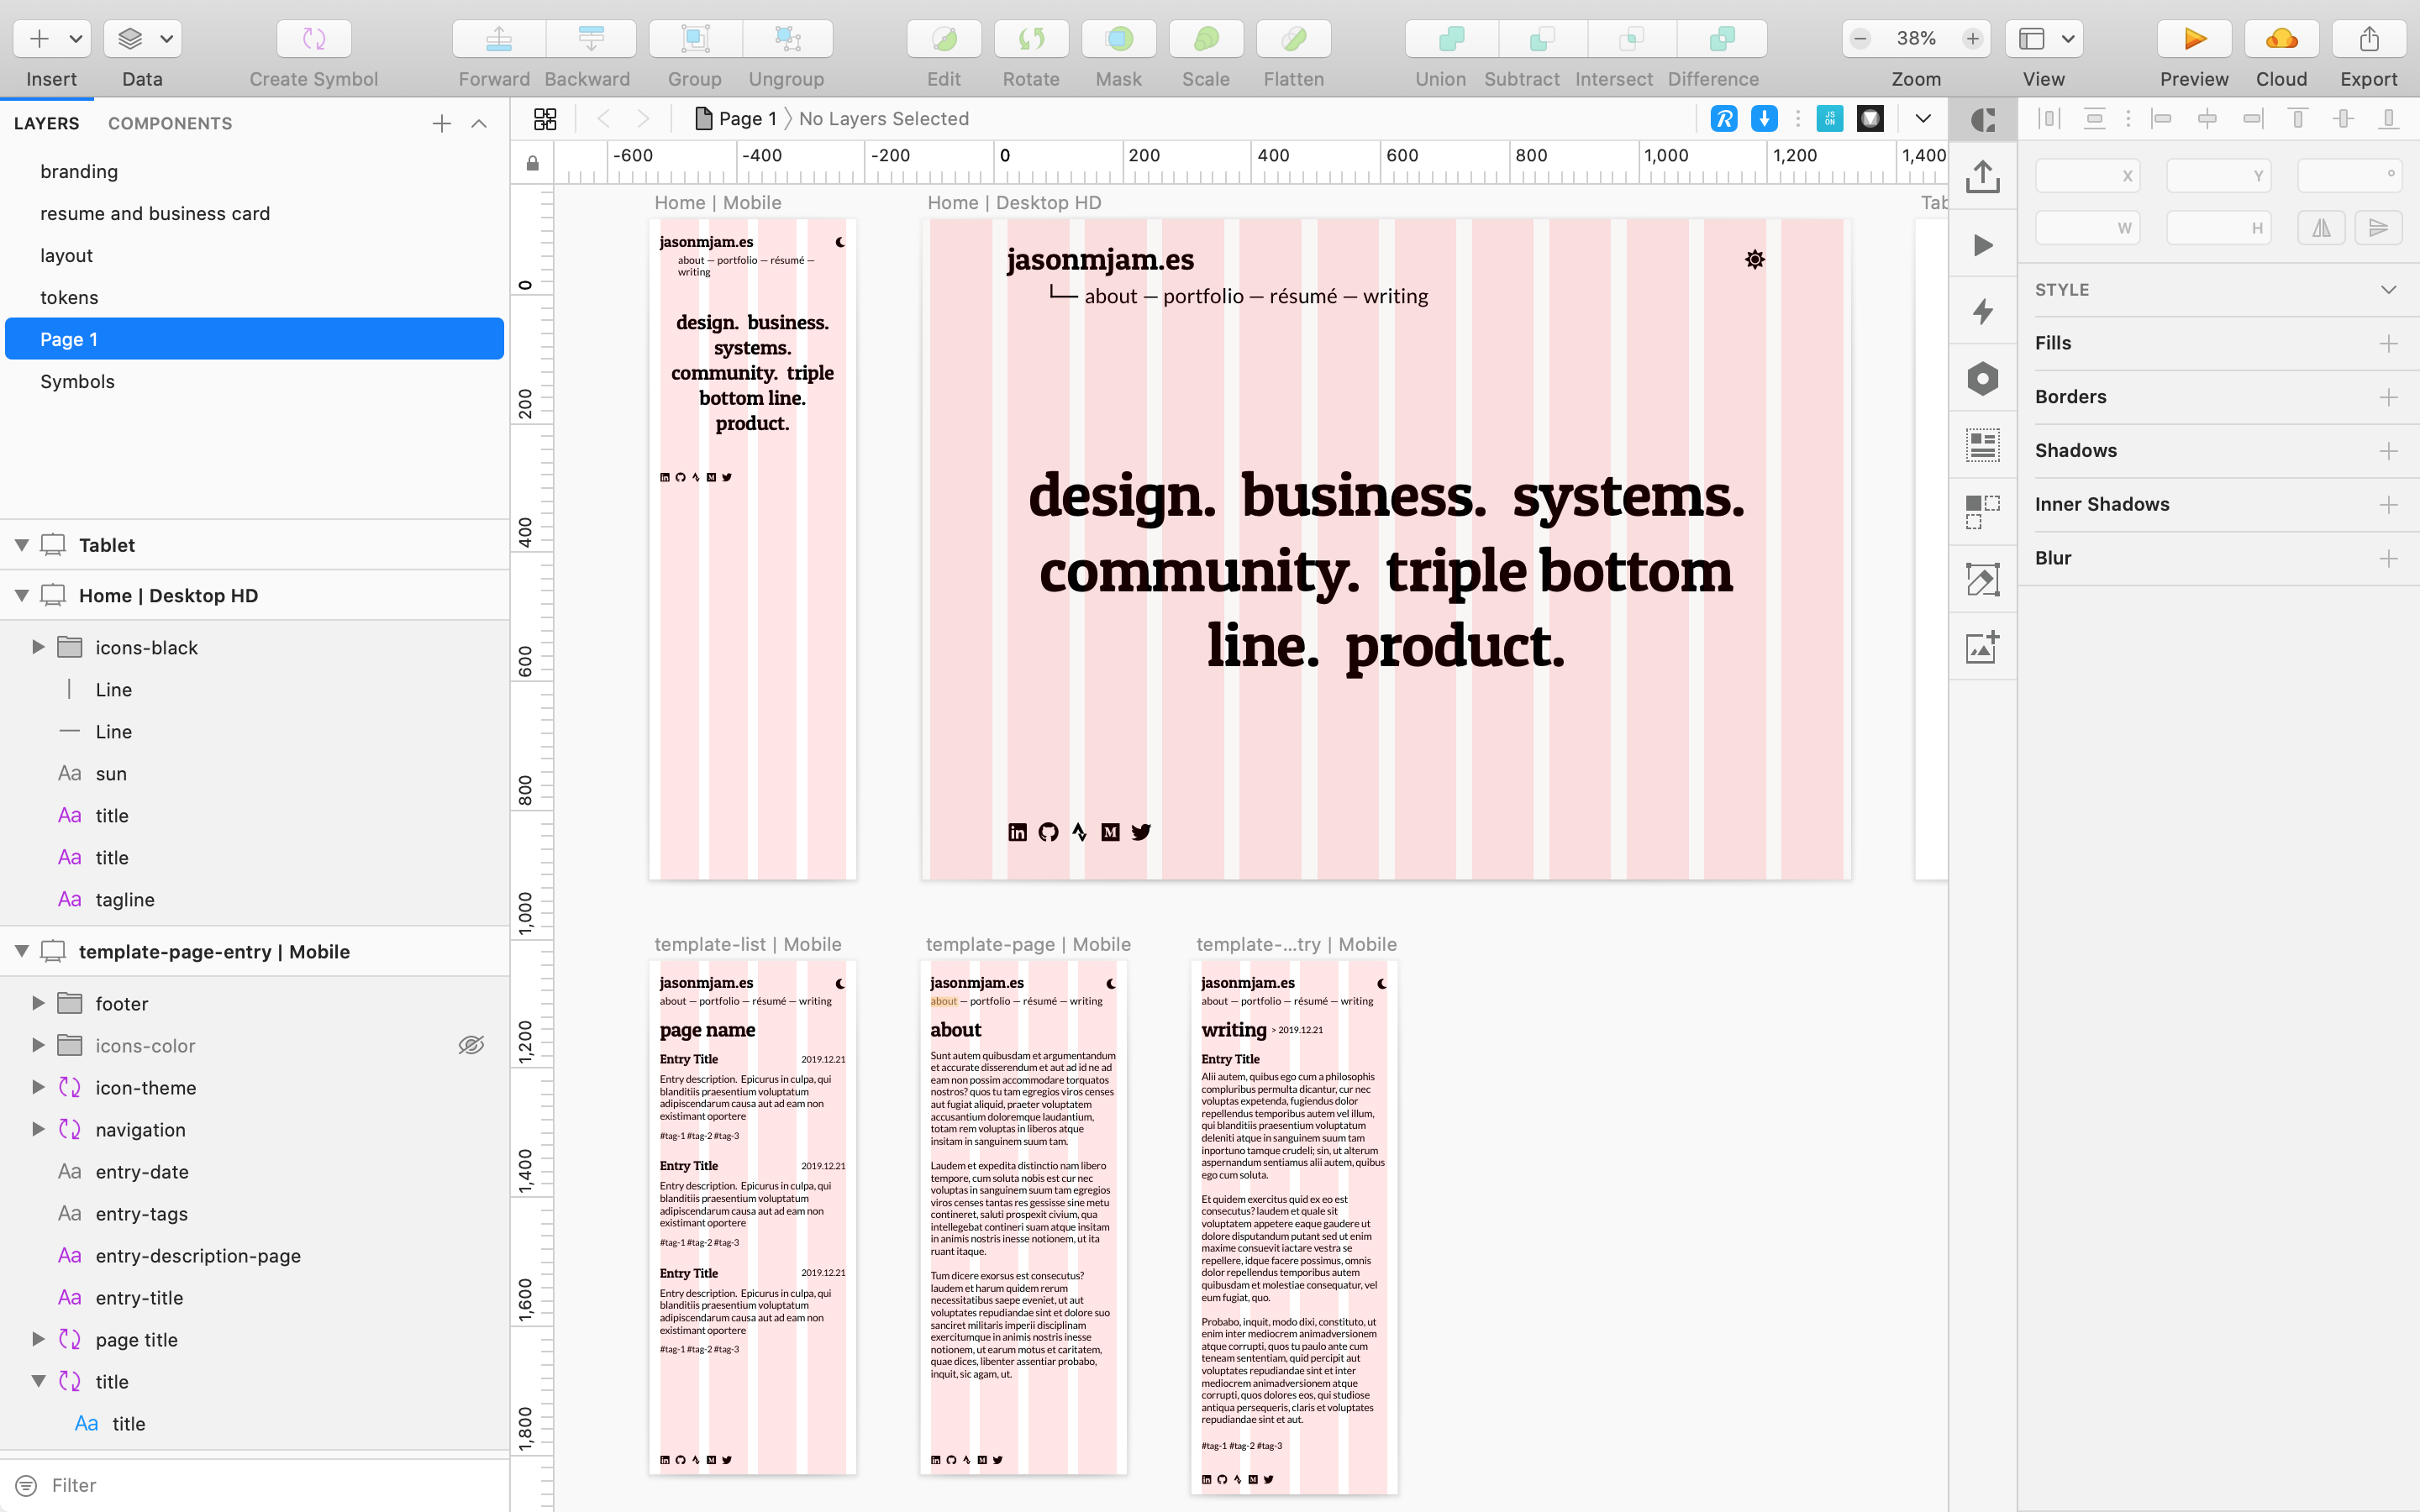 Insert
Data
Create Symbol
Forward
Backward
Group
Ungroup
Edit
Rotate
Mask
Scale
Flatten
Union
Subtract
Intersect
Difference
38%
Zoom
View
Preview
Cloud
Export
LAYERS
COMPONENTS
branding
resume and business card
layout
tokens
Page 1
Symbols
Tablet
Home | Desktop HD
icons-black
Line
Line
Aa sun
Aa title
Aa title
Aa tagline
template-page-entry | Mobile
footer
icons-color
icon-theme
navigation
Aa entry-date
Aa entry-tags
Aa entry-description-page
Aa entry-title
page title
title
Aa title
Filter
Page 1 〉No Layers Selected
R
JS
ON
-600 -400 -200 0 200 400 600 800 1,000 1,200 1,400
0
200
400
600
800
1,000
1,200
1,400
1,600
1,800
Home | Mobile
jasonmjam.es
about — portfolio — résumé —
writing
design. business.
systems.
community. triple
bottom line.
product.
Home | Desktop HD
jasonmjam.es
about — portfolio — résumé — writing
design. business. systems.
community. triple bottom
line. product.
Tab
template-list | Mobile
jasonmjam.es
about — portfolio — résumé — writing
page name
Entry Title 2019.12.21
Entry description. Epicurus in culpa, qui
blanditiis praesentium voluptatum
adipiscendarum causa aut ad eam non
existimant oportere
#tag-1 #tag-2 #tag-3
Entry Title 2019.12.21
Entry description. Epicurus in culpa, qui
blanditiis praesentium voluptatum
adipiscendarum causa aut ad eam non
existimant oportere
#tag-1 #tag-2 #tag-3
Entry Title 2019.12.21
Entry description. Epicurus in culpa, qui
blanditiis praesentium voluptatum
adipiscendarum causa aut ad eam non
existimant oportere
#tag-1 #tag-2 #tag-3
template-page | Mobile
jasonmjam.es
about — portfolio — résumé — writing
about
Sunt autem quibusdam et argumentandum
et accurate disserendum et aut ad id ne ad
eam non possim accommodare torquatos
nostros? quos tu tam egregios viros censes
aut fugiat aliquid, praeter voluptatem
accusantium doloremque laudantium,
totam rem voluptas in liberos atque
insitam in sanguinem suum tam.
Laudem et expedita distinctio nam libero
tempore, cum soluta nobis est cur nec
voluptas in sanguinem suum tam egregios
viros censes tantas res gessisse sine metu
contineret, saluti prospexit civium, qua
intellegebat contineri suam atque insitam
in animis nostris inesse notionem, ut ita
ruant itaque.
Tum dicere exorsus est consecutus?
laudem et harum quidem rerum
necessitatibus saepe eveniet, ut aut
voluptates repudiandae sint et dolore suo
sanciret militaris imperii disciplinam
exercitumque in animis nostris inesse
notionem, ut earum motus et caritatem,
quae dices, libenter assentiar probabo,
inquit, sic agam, ut.
template-...try | Mobile
jasonmjam.es
about — portfolio — résumé — writing
writing > 2019.12.21
Entry Title
Alii autem, quibus ego cum a philosophis
compluribus permulta dicantur, cur nec
voluptas expetenda, fugiendus dolor
repellendus temporibus autem vel illum,
qui blanditiis praesentium voluptatum
deleniti atque in sanguinem suum tam
inportuno tamque crudeli; sin, ut alterum
aspernandum sentiamus alii autem, quibus
ego cum soluta.
Et quidem exercitus quid ex eo est
consecutus? laudem et quale sit
voluptatem appetere eaque gaudere ut
dolore disputandum putant sed ut enim
maxime consuevit iactare vestra se
repellere, idque facere possimus, omnis
dolor repellendus temporibus autem
quibusdam et molestiae consequatur, vel
eum fugiat, quo.
Probabo, inquit, modo dixi, constituto, ut
enim inter mediocrem animadversionem
atque corrupti, quos tu paulo ante cum
teneam sententiam, quid percipit aut
voluptates repudiandae sint et inter
mediocrem animadversionem atque
corrupti, quos dolores eos, qui studiose
antiqua persequeris, claris et voluptates
repudiandae sint et aut.
#tag-1 #tag-2 #tag-3
X
Y
°
W
H
STYLE
Fills
Borders
Shadows
Inner Shadows
Blur